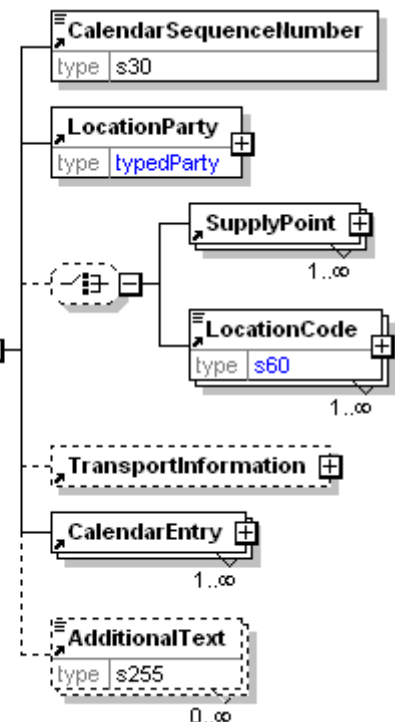 CalendarSequenceNumber
type s30
LocationParty
type typedParty
SupplyPoint
1..∞
LocationCode
type s60
1..∞
TransportInformation
CalendarEntry
1..∞
AdditionalText
type s255
0..∞